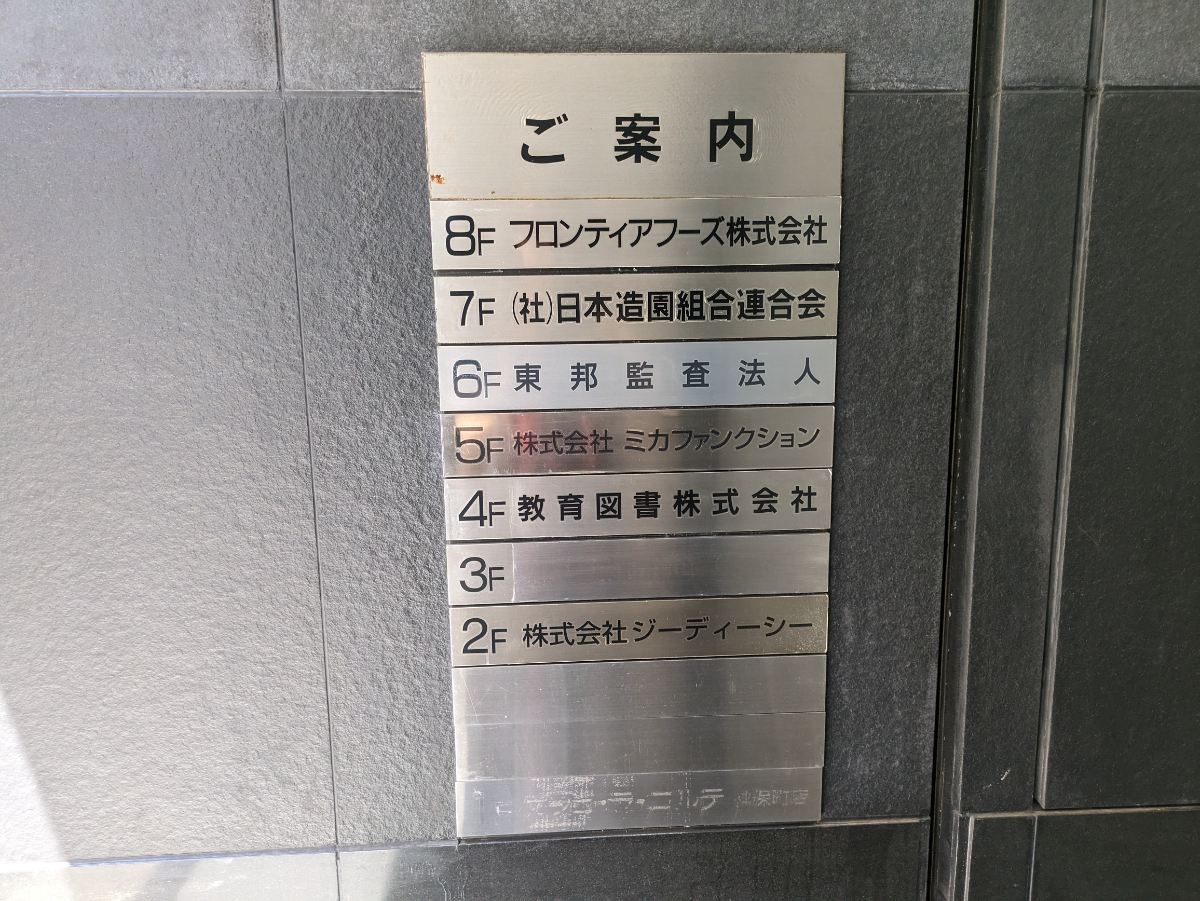 ご案内
8F フロンティアフーズ株式会社
7F (社)日本造園組合連合会
6F 東邦監査法人
5F 株式会社 ミカファンクション
4F 教育図書株式会社
3F
2F 株式会社ジーディーシー